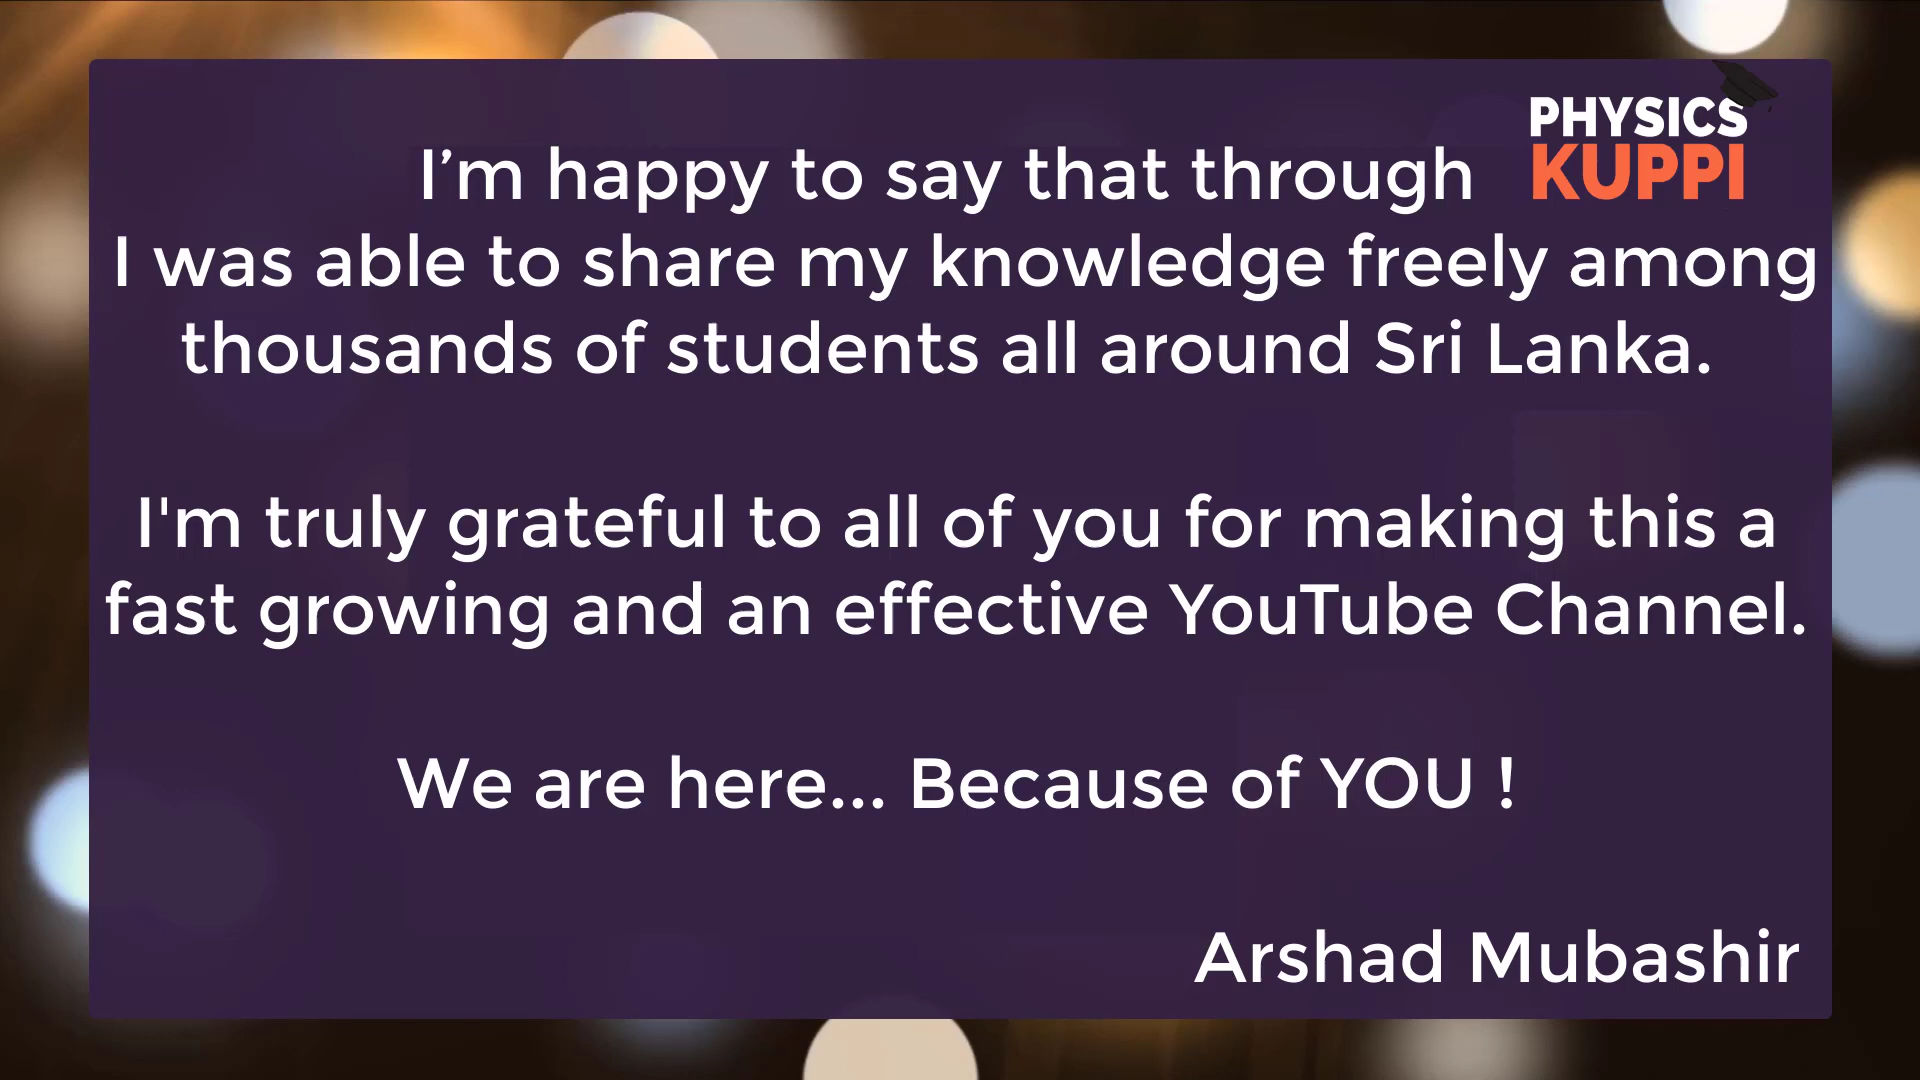 I’m happy to say that through PHYSICS KUPPI
I was able to share my knowledge freely among
thousands of students all around Sri Lanka.
I'm truly grateful to all of you for making this a
fast growing and an effective YouTube Channel.
We are here... Because of YOU !
Arshad Mubashir